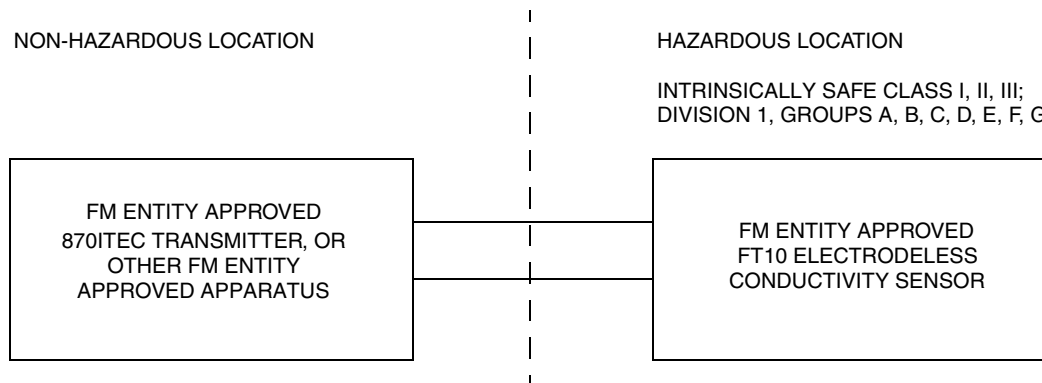 NON-HAZARDOUS LOCATION
HAZARDOUS LOCATION
INTRINSICALLY SAFE CLASS I, II, III;
DIVISION 1, GROUPS A, B, C, D, E, F, G
FM ENTITY APPROVED
870ITEC TRANSMITTER, OR
OTHER FM ENTITY
APPROVED APPARATUS
FM ENTITY APPROVED
FT10 ELECTRODELESS
CONDUCTIVITY SENSOR